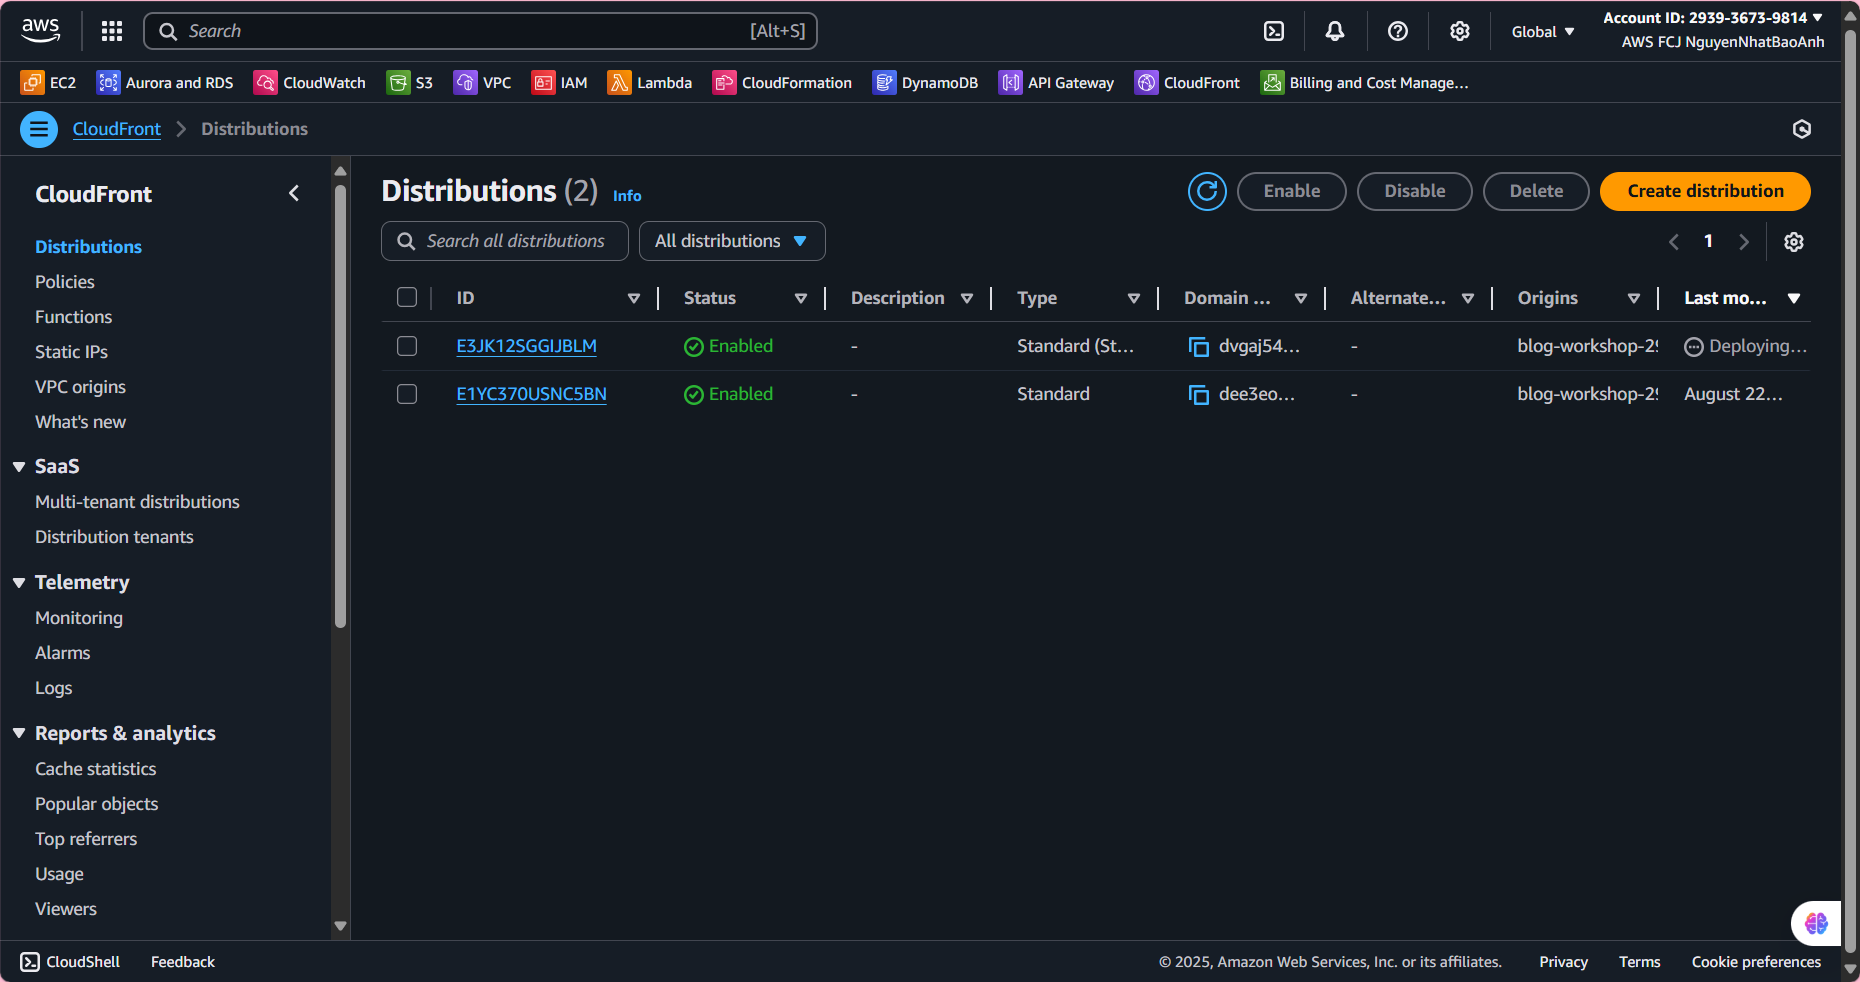 aws
Search [Alt+S]
Global
Account ID: 2939-3673-9814
AWS FCJ NguyenNhatBaoAnh
EC2 Aurora and RDS CloudWatch S3 VPC IAM Lambda CloudFormation DynamoDB API Gateway CloudFront Billing and Cost Manage...
CloudFront Distributions
CloudFront
Distributions
Policies
Functions
Static IPs
VPC origins
What's new
SaaS
Multi-tenant distributions
Distribution tenants
Telemetry
Monitoring
Alarms
Logs
Reports & analytics
Cache statistics
Popular objects
Top referrers
Usage
Viewers
Distributions (2) Info
Enable Disable Delete Create distribution
Search all distributions All distributions
1
ID Status Description Type Domain ... Alternate... Origins Last mo...
E3JK12SGGIJBLM Enabled - Standard (St... dvgaj54... - blog-workshop-29 Deploying...
E1YC370USNC5BN Enabled - Standard dee3eo... - blog-workshop-29 August 22...
CloudShell Feedback
© 2025, Amazon Web Services, Inc. or its affiliates. Privacy Terms Cookie preferences